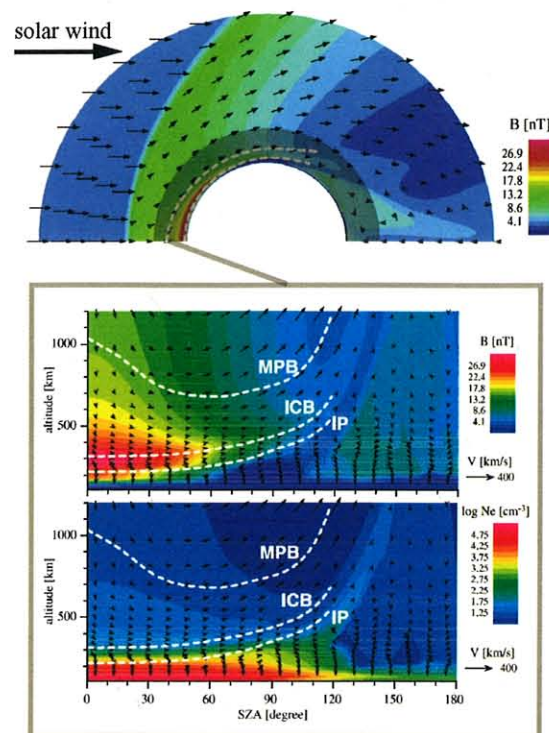 solar wind
B [nT]
26.9
22.4
17.8
13.2
8.6
4.1
1000
500
altitude [km]
MPB
ICB
IP
B [nT]
26.9
22.4
17.8
13.2
8.6
4.1
V [km/s]
400
1000
500
altitude [km]
MPB
ICB
IP
log Ne [cm⁻³]
4.75
4.25
3.75
3.25
2.75
2.25
1.75
1.25
V [km/s]
400
0 30 60 90 120 150 180
SZA [degree]